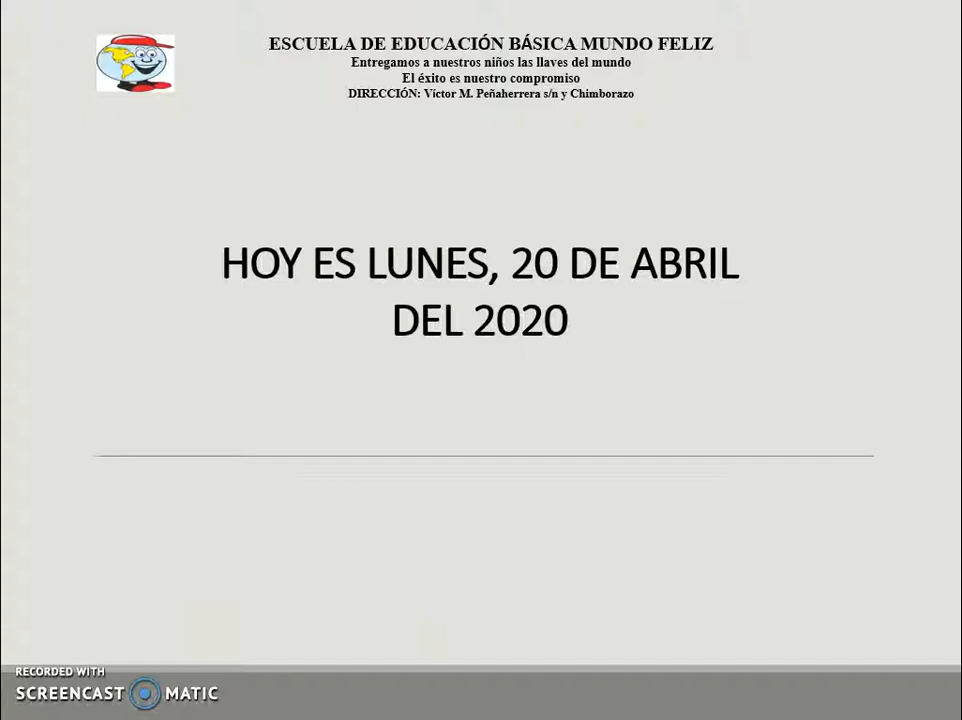 ESCUELA DE EDUCACIÓN BÁSICA MUNDO FELIZ
Entregamos a nuestros niños las llaves del mundo
El éxito es nuestro compromiso
DIRECCIÓN: Víctor M. Peñaherrera s/n y Chimborazo
HOY ES LUNES, 20 DE ABRIL
DEL 2020
RECORDED WITH
SCREENCAST MATIC